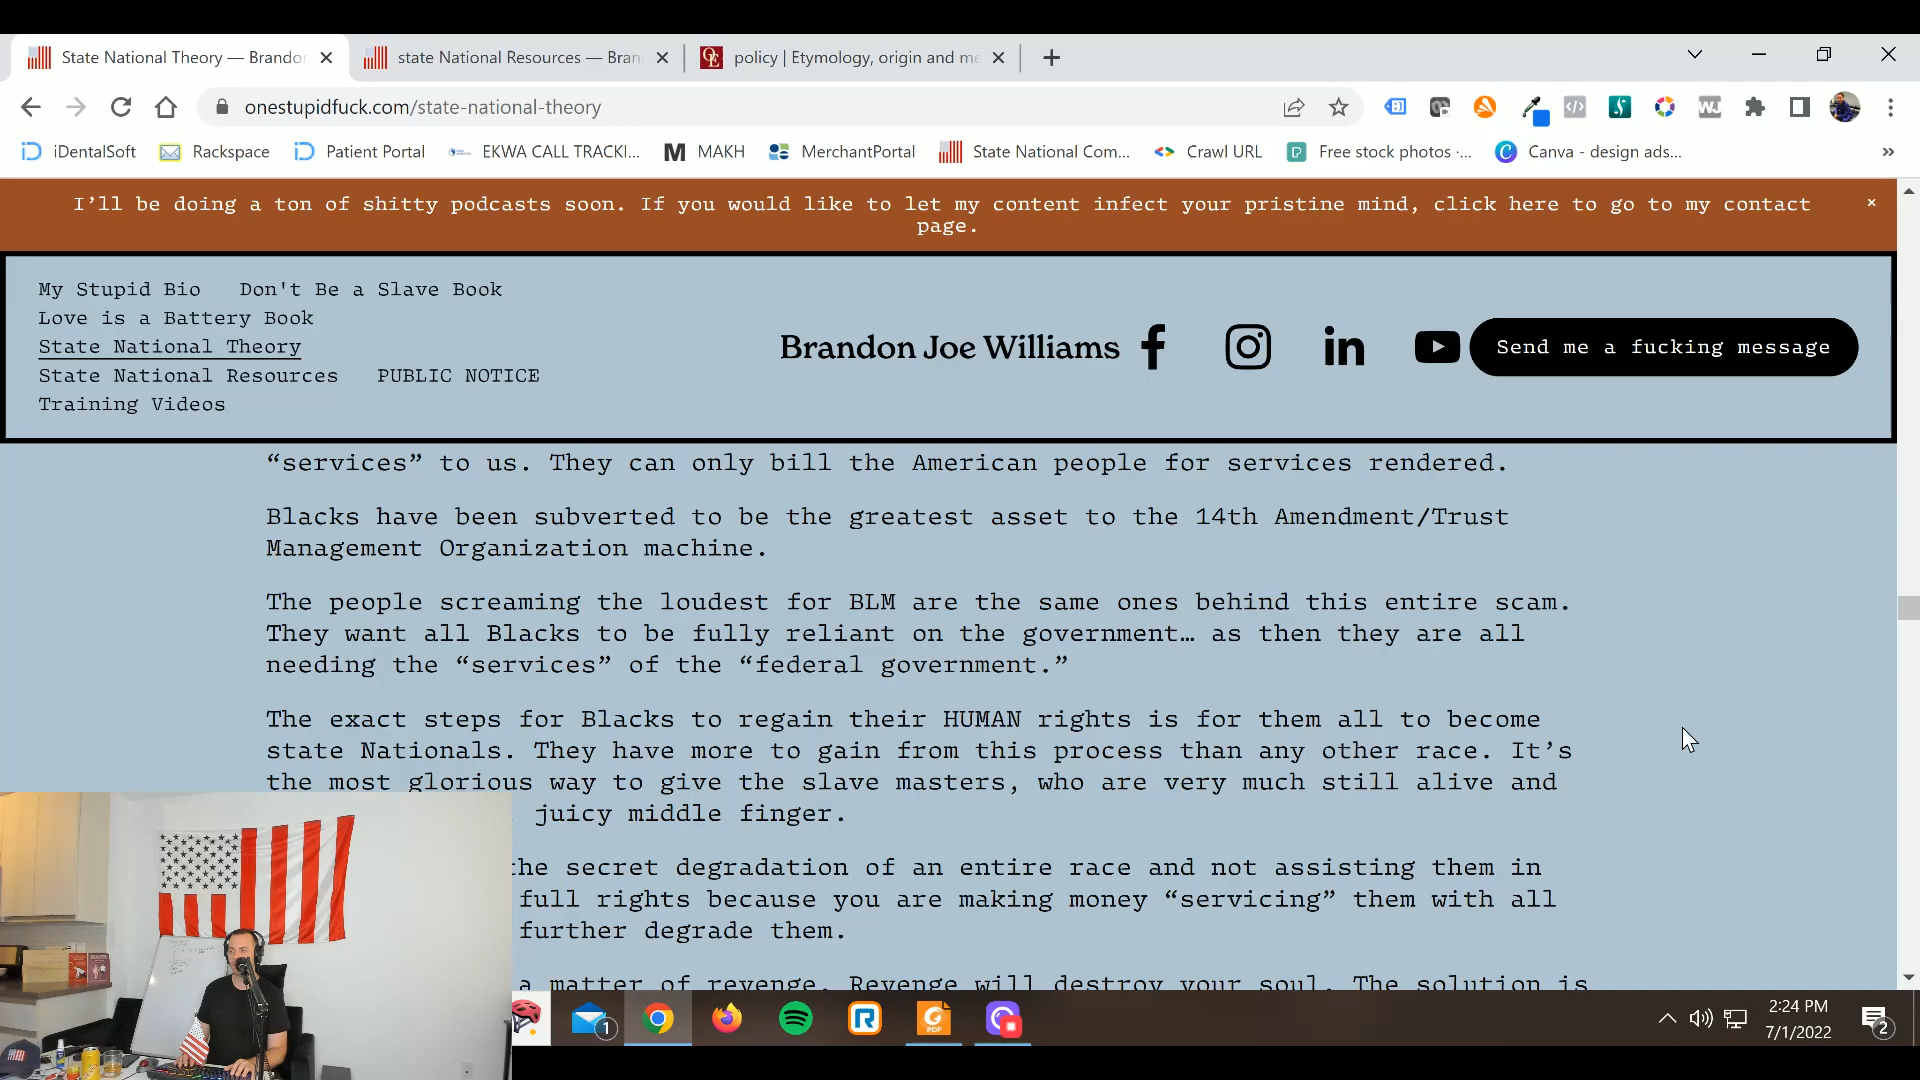 State National Theory — Brandon
state National Resources — Bran
policy | Etymology, origin and me
onestupidfuck.com/state-national-theory
iDentalSoft
Rackspace
Patient Portal
EKWA CALL TRACKI...
MAKH
MerchantPortal
State National Com...
Crawl URL
Free stock photos ·...
Canva - design ads...
I’ll be doing a ton of shitty podcasts soon. If you would like to let my content infect your pristine mind, click here to go to my contact
page.
My Stupid Bio Don't Be a Slave Book
Love is a Battery Book
State National Theory
State National Resources PUBLIC NOTICE
Training Videos
Brandon Joe Williams
Send me a fucking message
“services” to us. They can only bill the American people for services rendered.
Blacks have been subverted to be the greatest asset to the 14th Amendment/Trust
Management Organization machine.
The people screaming the loudest for BLM are the same ones behind this entire scam.
They want all Blacks to be fully reliant on the government… as then they are all
needing the “services” of the “federal government.”
The exact steps for Blacks to regain their HUMAN rights is for them all to become
state Nationals. They have more to gain from this process than any other race. It’s
the most glorious way to give the slave masters, who are very much still alive and
juicy middle finger.
the secret degradation of an entire race and not assisting them in
full rights because you are making money “servicing” them with all
further degrade them.
a matter of revenge. Revenge will destroy your soul. The solution is
1
2:24 PM
7/1/2022
2